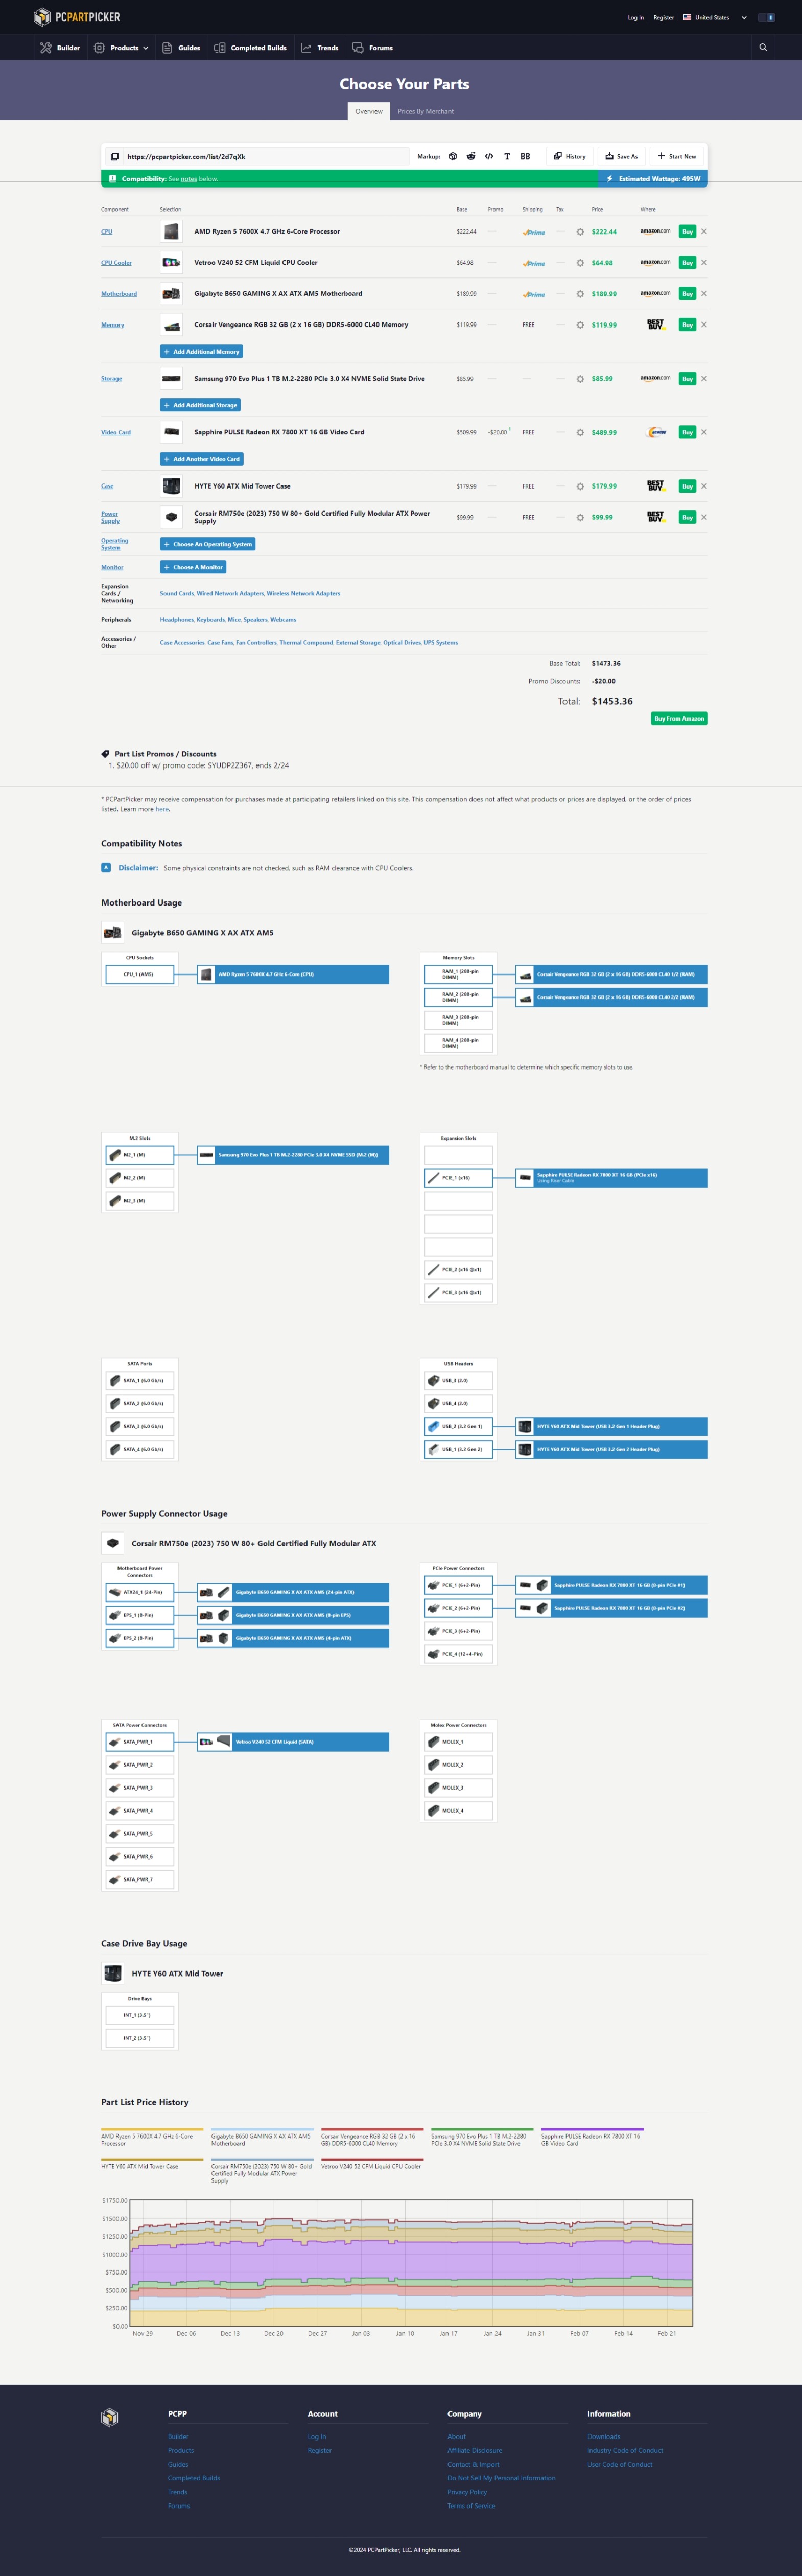 PCPARTPICKER
Log In Register United States
Builder Products Guides Completed Builds Trends Forums
Choose Your Parts
Overview Prices By Merchant
https://pcpartpicker.com/list/2d7qXk Markup: T BB History Save As + Start New
Compatibility: See notes below. Estimated Wattage: 495W
Component Selection Base Promo Shipping Tax Price Where
CPU AMD Ryzen 5 7600X 4.7 GHz 6-Core Processor $222.44 — Prime — $222.44 amazon.com Buy
CPU Cooler Vetroo V240 52 CFM Liquid CPU Cooler $64.98 — Prime — $64.98 amazon.com Buy
Motherboard Gigabyte B650 GAMING X AX ATX AM5 Motherboard $189.99 — Prime — $189.99 amazon.com Buy
Memory Corsair Vengeance RGB 32 GB (2 x 16 GB) DDR5-6000 CL40 Memory $119.99 — FREE — $119.99 BEST BUY Buy
+ Add Additional Memory
Storage Samsung 970 Evo Plus 1 TB M.2-2280 PCIe 3.0 X4 NVME Solid State Drive $85.99 — — — $85.99 amazon.com Buy
+ Add Additional Storage
Video Card Sapphire PULSE Radeon RX 7800 XT 16 GB Video Card $509.99 -$20.00 1 FREE — $489.99 newegg Buy
+ Add Another Video Card
Case HYTE Y60 ATX Mid Tower Case $179.99 — FREE — $179.99 BEST BUY Buy
Power Supply Corsair RM750e (2023) 750 W 80+ Gold Certified Fully Modular ATX Power
Supply $99.99 — FREE — $99.99 BEST BUY Buy
Operating System + Choose An Operating System
Monitor + Choose A Monitor
Expansion Cards / Networking Sound Cards, Wired Network Adapters, Wireless Network Adapters
Peripherals Headphones, Keyboards, Mice, Speakers, Webcams
Accessories / Other Case Accessories, Case Fans, Fan Controllers, Thermal Compound, External Storage, Optical Drives, UPS Systems
Base Total: $1473.36
Promo Discounts: -$20.00
Total: $1453.36
Buy From Amazon
Part List Promos / Discounts
1. $20.00 off w/ promo code: SYUDP2Z367, ends 2/24
* PCPartPicker may receive compensation for purchases made at participating retailers linked on this site. This compensation does not affect what products or prices are displayed, or the order of prices
listed. Learn more here.
Compatibility Notes
Disclaimer: Some physical constraints are not checked, such as RAM clearance with CPU Coolers.
Motherboard Usage
Gigabyte B650 GAMING X AX ATX AM5
CPU Sockets
CPU_1 (AM5) AMD Ryzen 5 7600X 4.7 GHz 6-Core (CPU)
Memory Slots
RAM_1 (288-pin DIMM) Corsair Vengeance RGB 32 GB (2 x 16 GB) DDR5-6000 CL40 1/2 (RAM)
RAM_2 (288-pin DIMM) Corsair Vengeance RGB 32 GB (2 x 16 GB) DDR5-6000 CL40 2/2 (RAM)
RAM_3 (288-pin DIMM)
RAM_4 (288-pin DIMM)
* Refer to the motherboard manual to determine which specific memory slots to use.
M.2 Slots
M2_1 (M) Samsung 970 Evo Plus 1 TB M.2-2280 PCIe 3.0 X4 NVME SSD (M.2 (M))
M2_2 (M)
M2_3 (M)
Expansion Slots
PCIE_1 (x16) Sapphire PULSE Radeon RX 7800 XT 16 GB (PCIe x16)
Using Riser Cable
PCIE_2 (x16 @x1)
PCIE_3 (x16 @x1)
SATA Ports
SATA_1 (6.0 Gb/s)
SATA_2 (6.0 Gb/s)
SATA_3 (6.0 Gb/s)
SATA_4 (6.0 Gb/s)
USB Headers
USB_3 (2.0)
USB_4 (2.0)
USB_2 (3.2 Gen 1) HYTE Y60 ATX Mid Tower (USB 3.2 Gen 1 Header Plug)
USB_1 (3.2 Gen 2) HYTE Y60 ATX Mid Tower (USB 3.2 Gen 2 Header Plug)
Power Supply Connector Usage
Corsair RM750e (2023) 750 W 80+ Gold Certified Fully Modular ATX
Motherboard Power
Connectors
ATX24_1 (24-Pin) Gigabyte B650 GAMING X AX ATX AM5 (24-pin ATX)
EPS_1 (8-Pin) Gigabyte B650 GAMING X AX ATX AM5 (8-pin EPS)
EPS_2 (8-Pin) Gigabyte B650 GAMING X AX ATX AM5 (4-pin ATX)
PCIe Power Connectors
PCIE_1 (6+2-Pin) Sapphire PULSE Radeon RX 7800 XT 16 GB (8-pin PCIe #1)
PCIE_2 (6+2-Pin) Sapphire PULSE Radeon RX 7800 XT 16 GB (8-pin PCIe #2)
PCIE_3 (6+2-Pin)
PCIE_4 (12+4-Pin)
SATA Power Connectors
SATA_PWR_1 Vetroo V240 52 CFM Liquid (SATA)
SATA_PWR_2
SATA_PWR_3
SATA_PWR_4
SATA_PWR_5
SATA_PWR_6
SATA_PWR_7
Molex Power Connectors
MOLEX_1
MOLEX_2
MOLEX_3
MOLEX_4
Case Drive Bay Usage
HYTE Y60 ATX Mid Tower
Drive Bays
INT_1 (3.5")
INT_2 (3.5")
Part List Price History
AMD Ryzen 5 7600X 4.7 GHz 6-Core
Processor
Gigabyte B650 GAMING X AX ATX AM5
Motherboard
Corsair Vengeance RGB 32 GB (2 x 16
GB) DDR5-6000 CL40 Memory
Samsung 970 Evo Plus 1 TB M.2-2280
PCIe 3.0 X4 NVME Solid State Drive
Sapphire PULSE Radeon RX 7800 XT 16
GB Video Card
HYTE Y60 ATX Mid Tower Case
Corsair RM750e (2023) 750 W 80+ Gold
Certified Fully Modular ATX Power
Supply
Vetroo V240 52 CFM Liquid CPU Cooler
$1750.00
$1500.00
$1250.00
$1000.00
$750.00
$500.00
$250.00
$0.00
Nov 29 Dec 06 Dec 13 Dec 20 Dec 27 Jan 03 Jan 10 Jan 17 Jan 24 Jan 31 Feb 07 Feb 14 Feb 21
PCPP
Builder
Products
Guides
Completed Builds
Trends
Forums
Account
Log In
Register
Company
About
Affiliate Disclosure
Contact & Import
Do Not Sell My Personal Information
Privacy Policy
Terms of Service
Information
Downloads
Industry Code of Conduct
User Code of Conduct
©2024 PCPartPicker, LLC. All rights reserved.